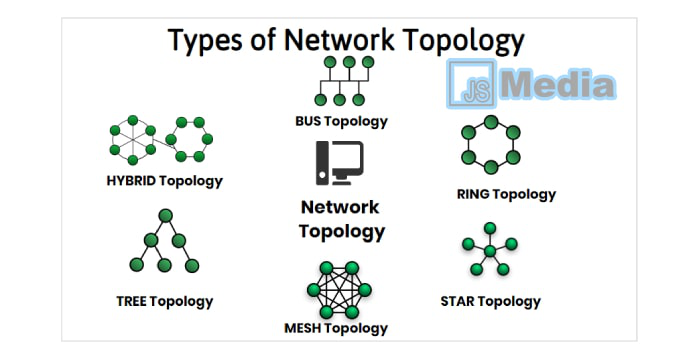 Types of Network Topology
JS Media
BUS Topology
HYBRID Topology
RING Topology
Network
Topology
TREE Topology
STAR Topology
MESH Topology